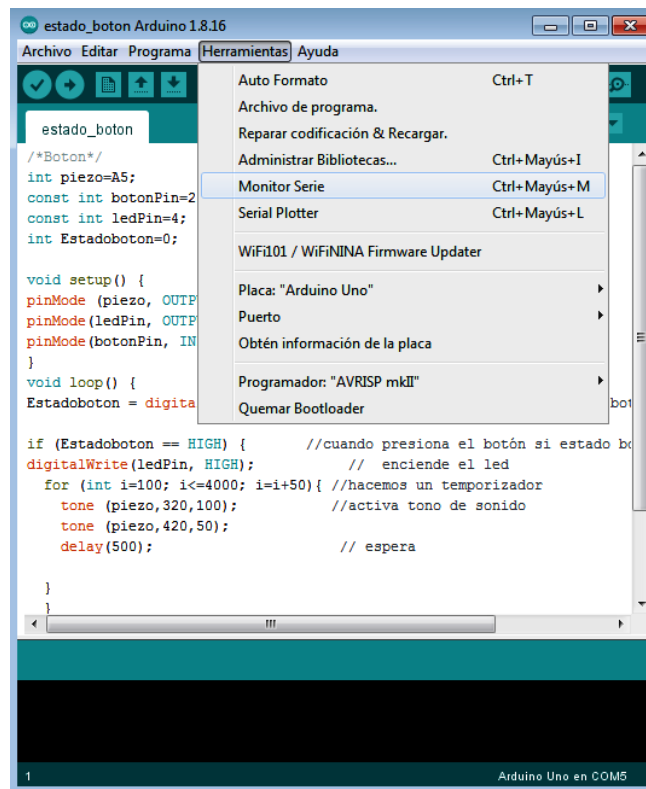 estado_boton Arduino 1.8.16
Archivo Editar Programa Herramientas Ayuda
Auto Formato Ctrl+T
Archivo de programa.
Reparar codificación & Recargar.
Administrar Bibliotecas... Ctrl+Mayús+I
Monitor Serie Ctrl+Mayús+M
Serial Plotter Ctrl+Mayús+L
WiFi101 / WiFiNINA Firmware Updater
Placa: "Arduino Uno"
Puerto
Obtén información de la placa
Programador: "AVRISP mkII"
Quemar Bootloader
estado_boton
/*Boton*/
int piezo=A5;
const int botonPin=2
const int ledPin=4;
int Estadoboton=0;
void setup() {
pinMode (piezo, OUTP
pinMode(ledPin, OUTP
pinMode(botonPin, IN
}
void loop() {
Estadoboton = digita bot
if (Estadoboton == HIGH) { //cuando presiona el botón si estado bo
digitalWrite(ledPin, HIGH); // enciende el led
for (int i=100; i<=4000; i=i+50){ //hacemos un temporizador
tone (piezo,320,100); //activa tono de sonido
tone (piezo,420,50);
delay(500); // espera
}
}
1 Arduino Uno en COM5